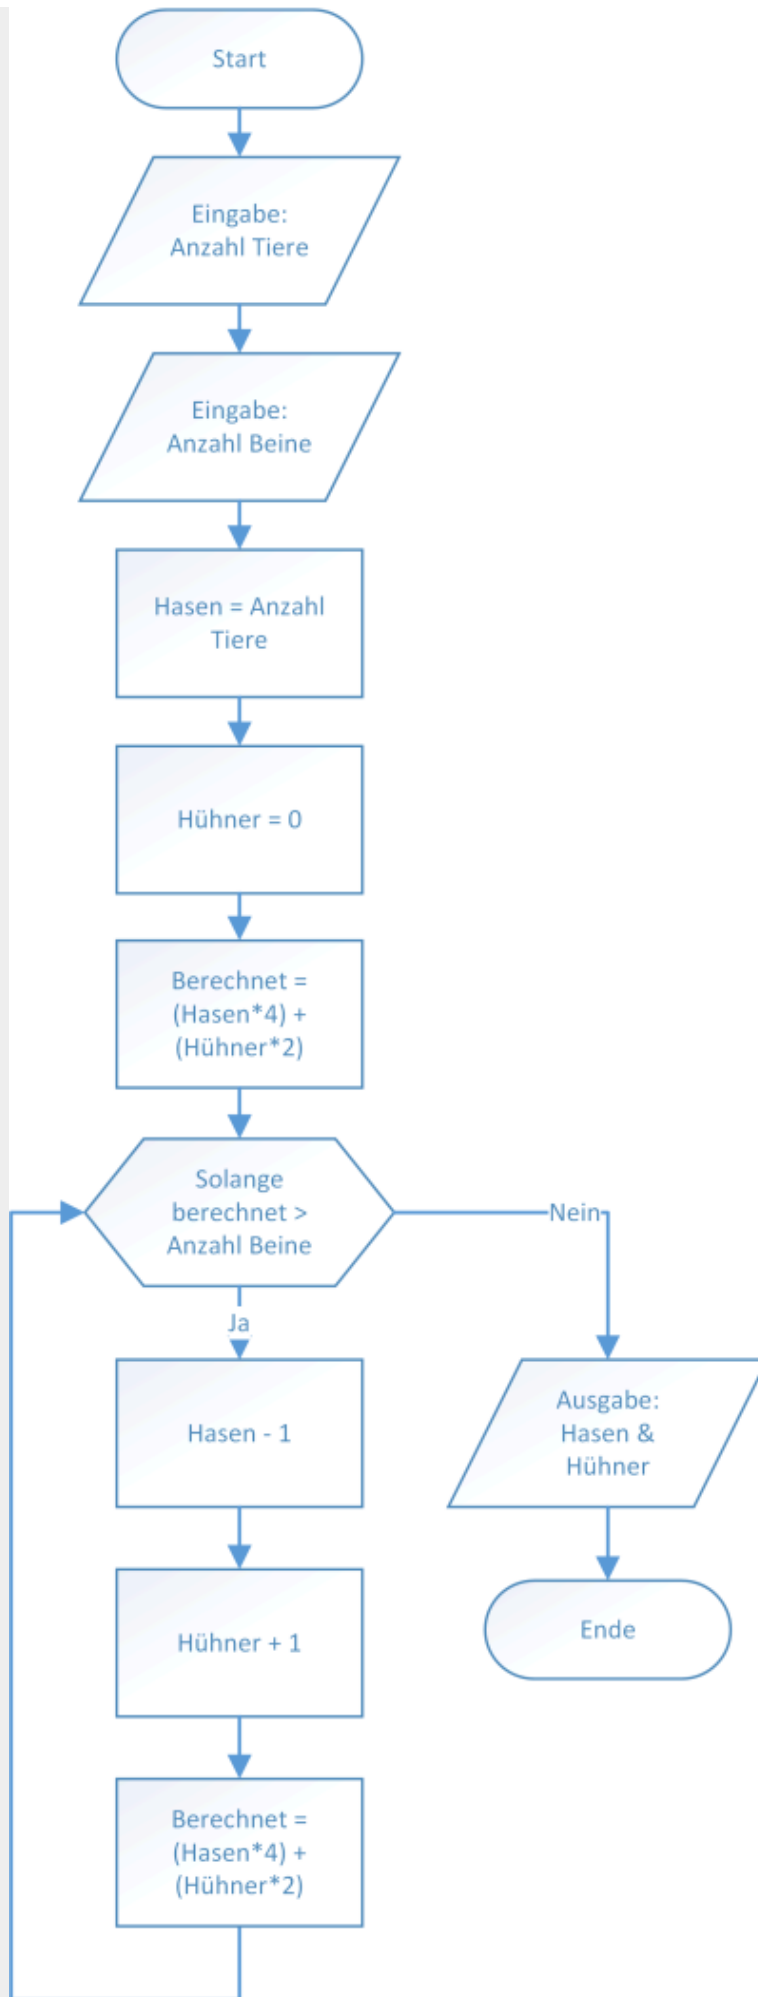 Start
Eingabe:
Anzahl Tiere
Eingabe:
Anzahl Beine
Hasen = Anzahl
Tiere
Hühner = 0
Berechnet =
(Hasen*4) +
(Hühner*2)
Solange
berechnet >
Anzahl Beine
Nein
Ja
Hasen - 1
Hühner + 1
Berechnet =
(Hasen*4) +
(Hühner*2)
Ausgabe:
Hasen &
Hühner
Ende